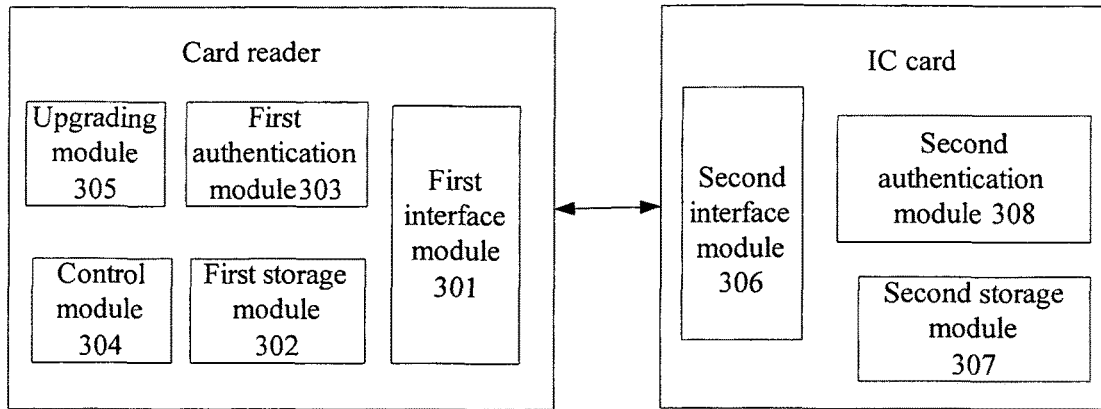 Card reader
Upgrading
module
305
First
authentication
module303
First
interface
module
301
Control
module
304
First storage
module
302
IC card
Second
interface
module
306
Second
authentication
module 308
Second storage
module
307